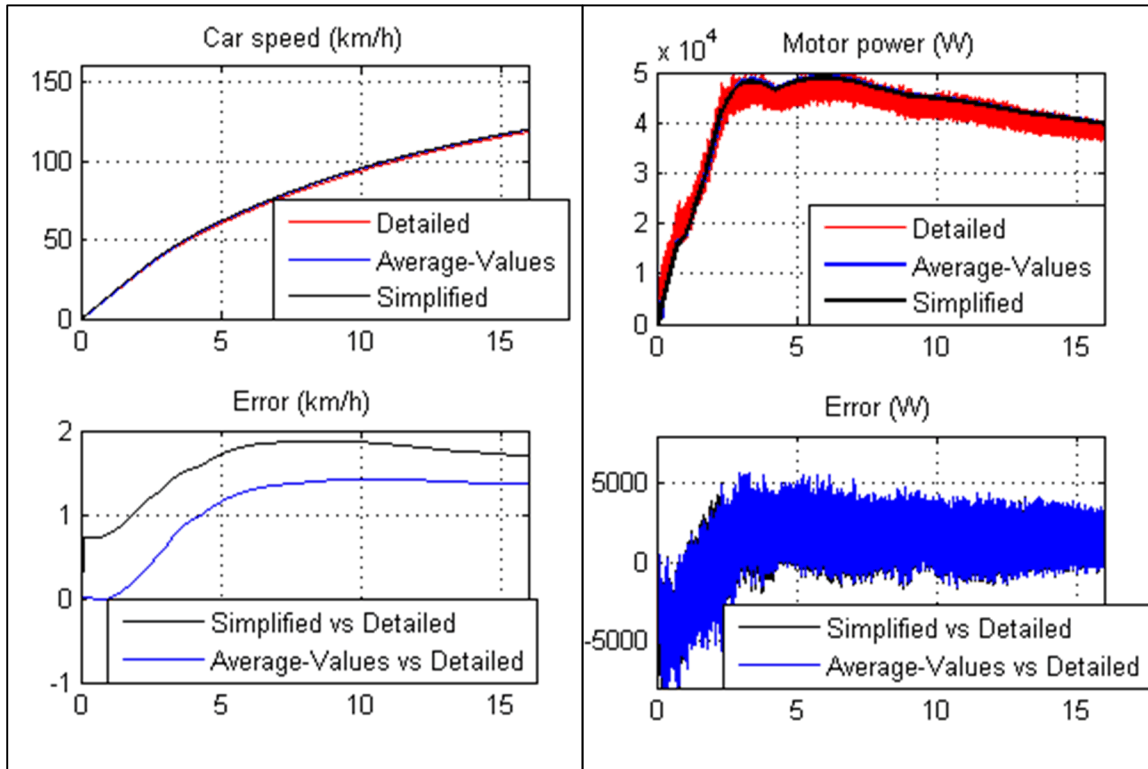 Car speed (km/h)
150
100
50
0
0 5 10 15
Detailed
Average-Values
Simplified
Error (km/h)
2
1
0
-1
0 5 10 15
Simplified vs Detailed
Average-Values vs Detailed
x 10^4
Motor power (W)
5
4
3
2
1
0
0 5 10 15
Detailed
Average-Values
Simplified
Error (W)
5000
0
-5000
0 5 10 15
Simplified vs Detailed
Average-Values vs Detailed